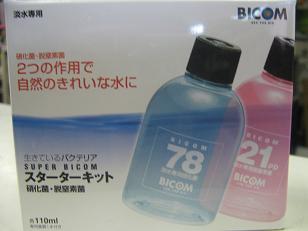 淡水専用
BICOM
硝化菌・脱窒素菌
2つの作用で
自然のきれいな水に
生きているバクテリア
SUPER BICOM
スターターキット
硝化菌・脱窒素菌
各110ml
BICOM
78
BICOM
21PD
BICOM